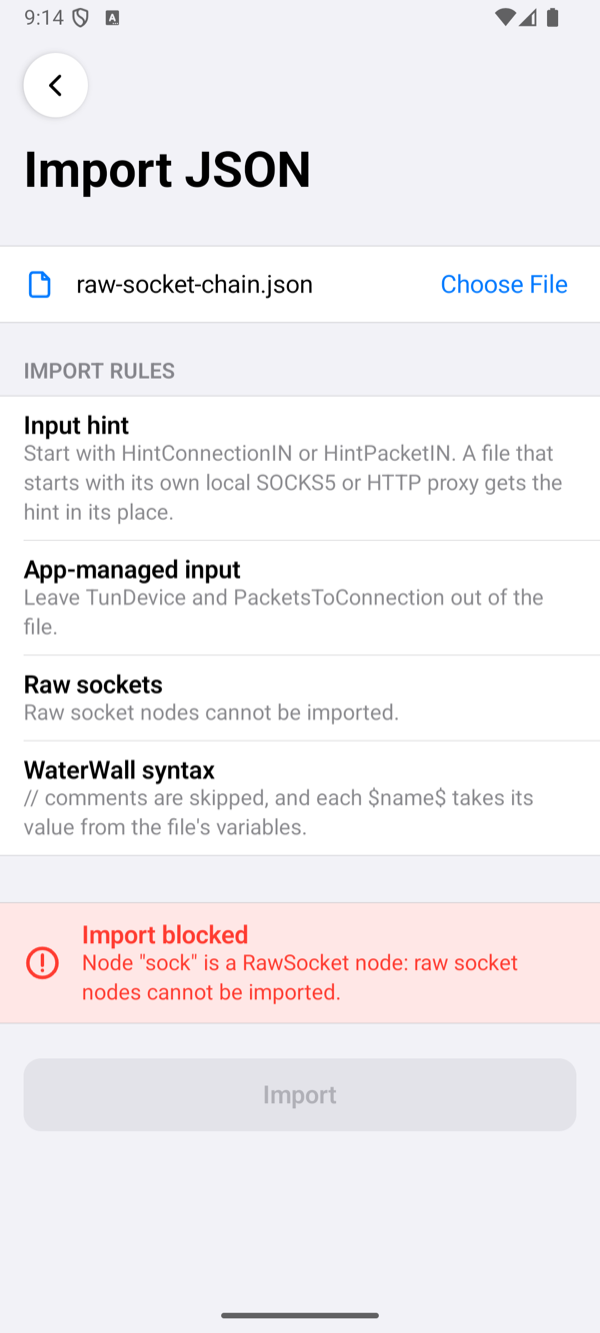 9:14
A
Import JSON
raw-socket-chain.json
Choose File
IMPORT RULES
Input hint
Start with HintConnectionIN or HintPacketIN. A file that
starts with its own local SOCKS5 or HTTP proxy gets the
hint in its place.
App-managed input
Leave TunDevice and PacketsToConnection out of the
file.
Raw sockets
Raw socket nodes cannot be imported.
WaterWall syntax
// comments are skipped, and each $name$ takes its
value from the file's variables.
Import blocked
Node "sock" is a RawSocket node: raw socket
nodes cannot be imported.
Import